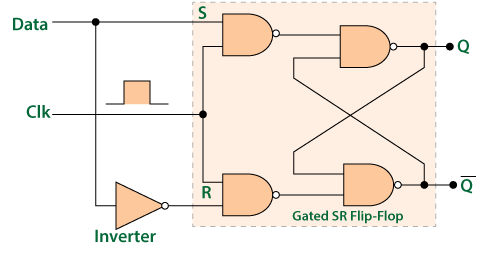 S
Data
Q
Clk
R
Q̅
Gated SR Flip-Flop
Inverter